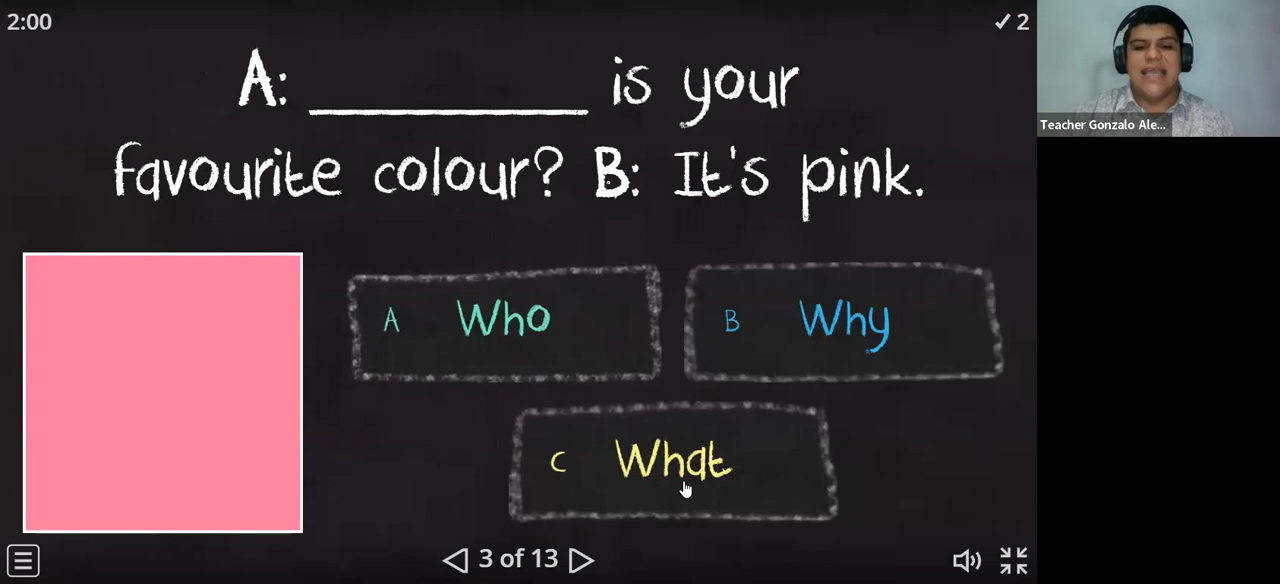 2:00
✓ 2
A: __________ is your
favourite colour? B: It's pink.
A Who
B Why
C What
3 of 13
Teacher Gonzalo Ale...